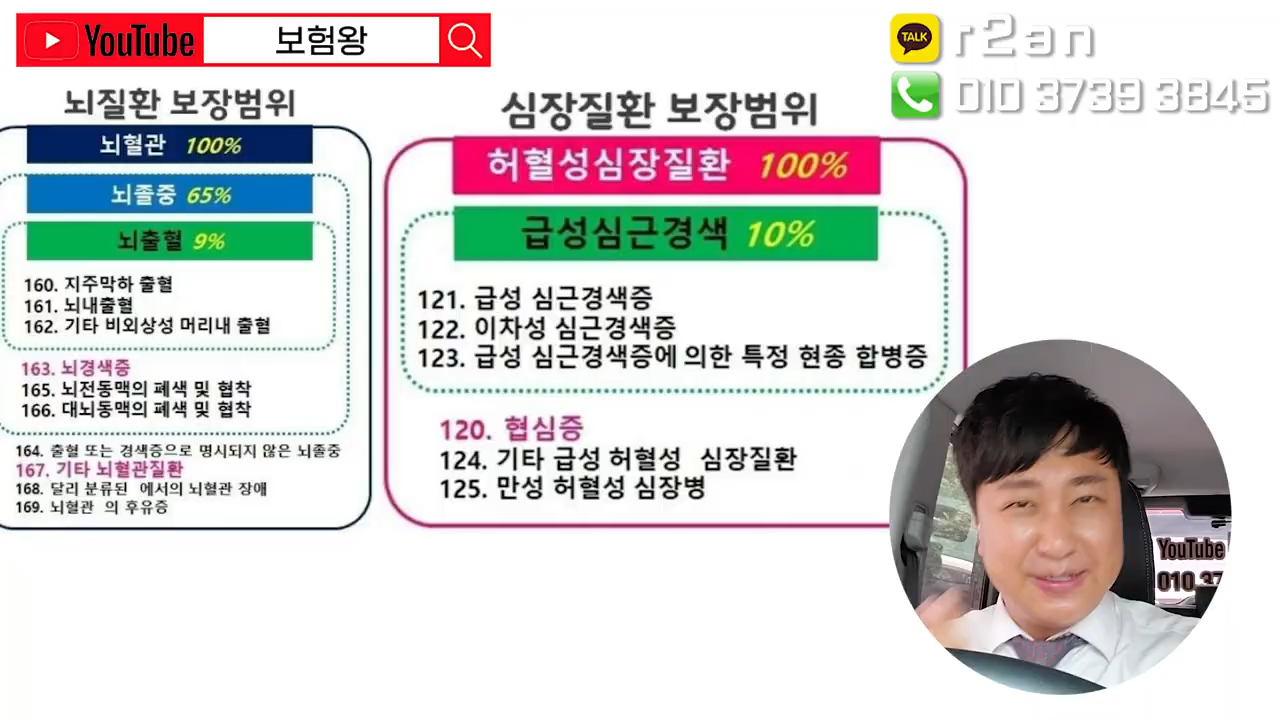 YouTube 보험왕
TALK r2an
010 3739 3845
뇌질환 보장범위
뇌혈관 100%
뇌졸중 65%
뇌출혈 9%
160. 지주막하 출혈
161. 뇌내출혈
162. 기타 비외상성 머리내 출혈
163. 뇌경색증
165. 뇌전동맥의 폐색 및 협착
166. 대뇌동맥의 폐색 및 협착
164. 출혈 또는 경색증으로 명시되지 않은 뇌졸중
167. 기타 뇌혈관질환
168. 달리 분류된 에서의 뇌혈관 장애
169. 뇌혈관 의 후유증
심장질환 보장범위
허혈성심장질환 100%
급성심근경색 10%
121. 급성 심근경색증
122. 이차성 심근경색증
123. 급성 심근경색증에 의한 특정 현종 합병증
120. 협심증
124. 기타 급성 허혈성 심장질환
125. 만성 허혈성 심장병
YouTube
010 37